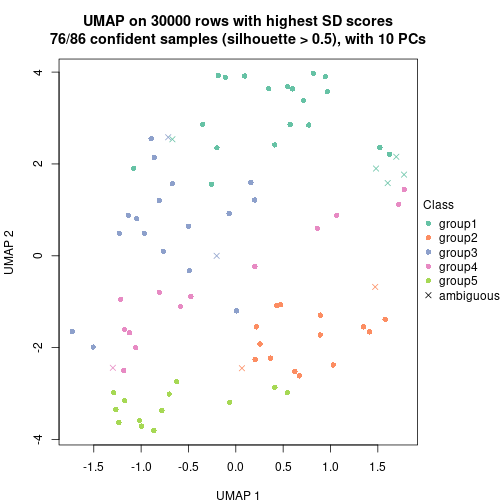 UMAP on 30000 rows with highest SD scores
76/86 confident samples (silhouette > 0.5), with 10 PCs
4
2
0
-2
-4
UMAP 2
-1.5 -1.0 -0.5 0.0 0.5 1.0 1.5
UMAP 1
Class
group1
group2
group3
group4
group5
ambiguous